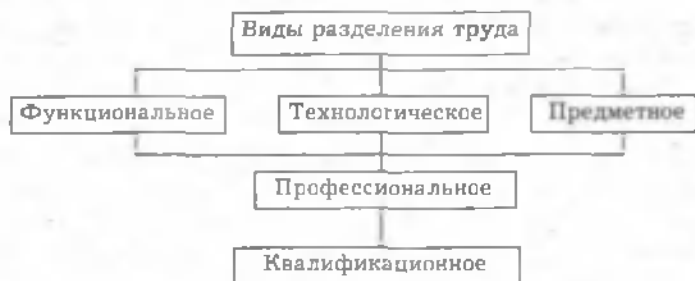 Виды разделения труда
Функциональное
Технологическое
Предметное
Профессиональное
Квалификационное